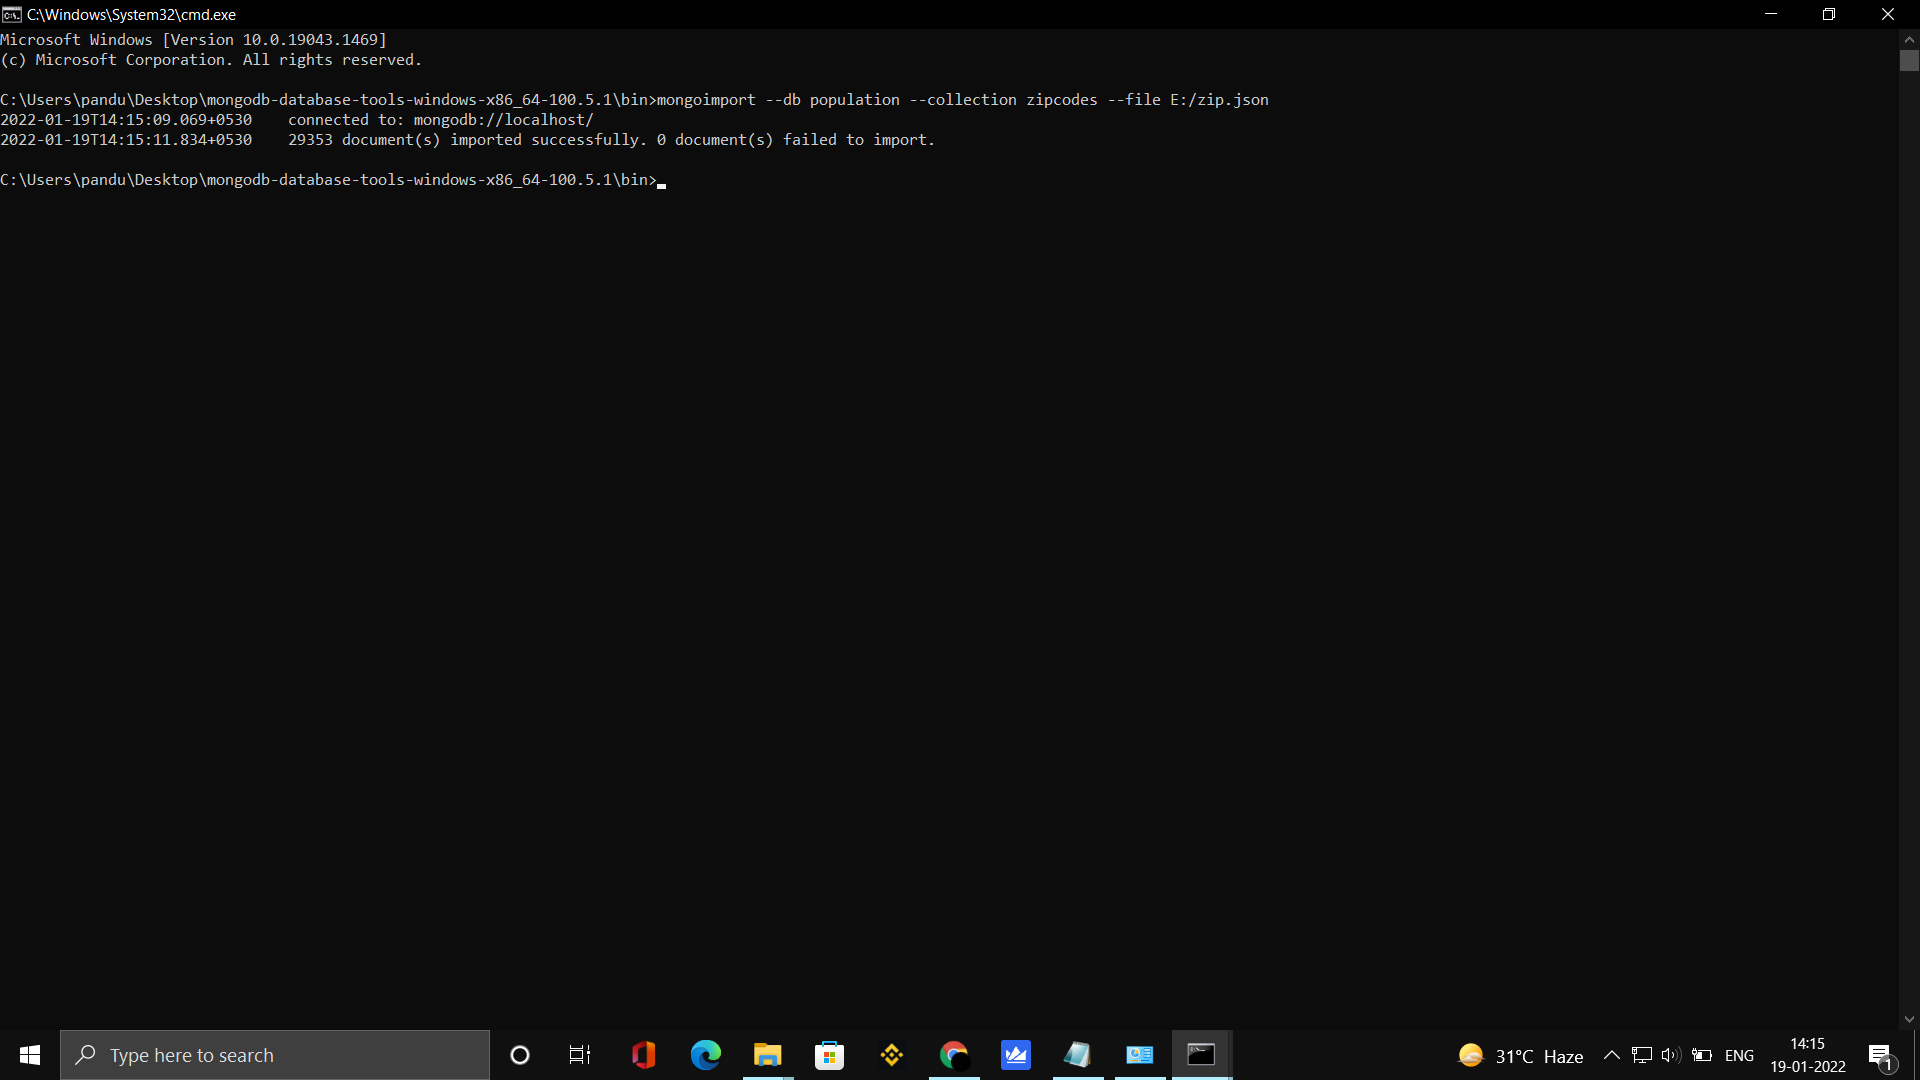 C:\Windows\System32\cmd.exe
Microsoft Windows [Version 10.0.19043.1469]
(c) Microsoft Corporation. All rights reserved.
C:\Users\pandu\Desktop\mongodb-database-tools-windows-x86_64-100.5.1\bin>mongoimport --db population --collection zipcodes --file E:/zip.json
2022-01-19T14:15:09.069+0530    connected to: mongodb://localhost/
2022-01-19T14:15:11.834+0530    29353 document(s) imported successfully. 0 document(s) failed to import.
C:\Users\pandu\Desktop\mongodb-database-tools-windows-x86_64-100.5.1\bin>
Type here to search
31°C Haze
ENG
14:15
19-01-2022
1